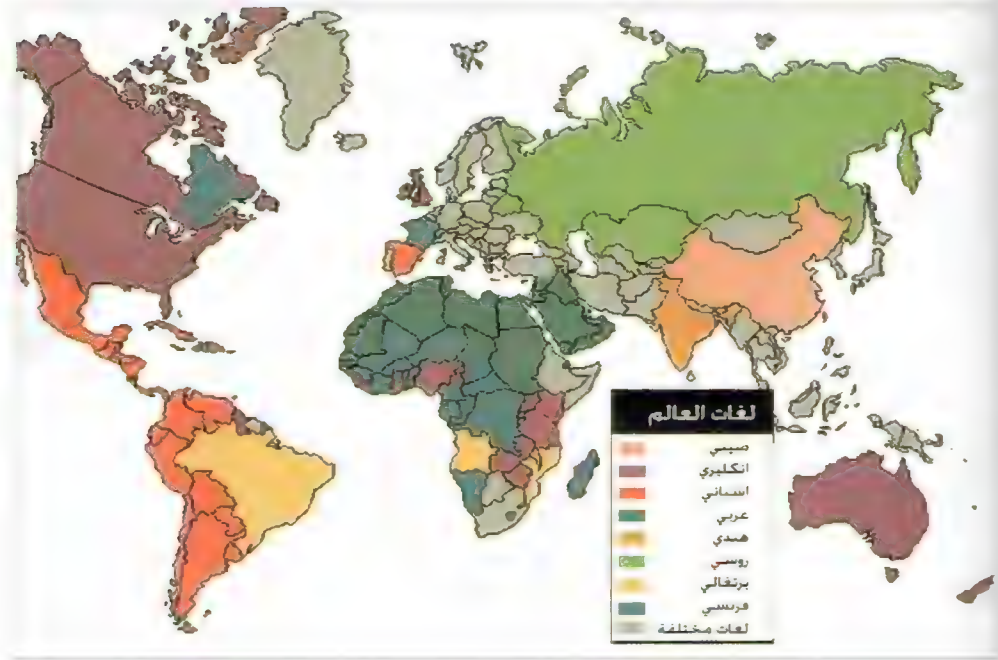 لغات العالم
صيني
انكليزي
اسباني
عربي
هندي
روسي
برتغالي
فرنسي
لغات مختلفة